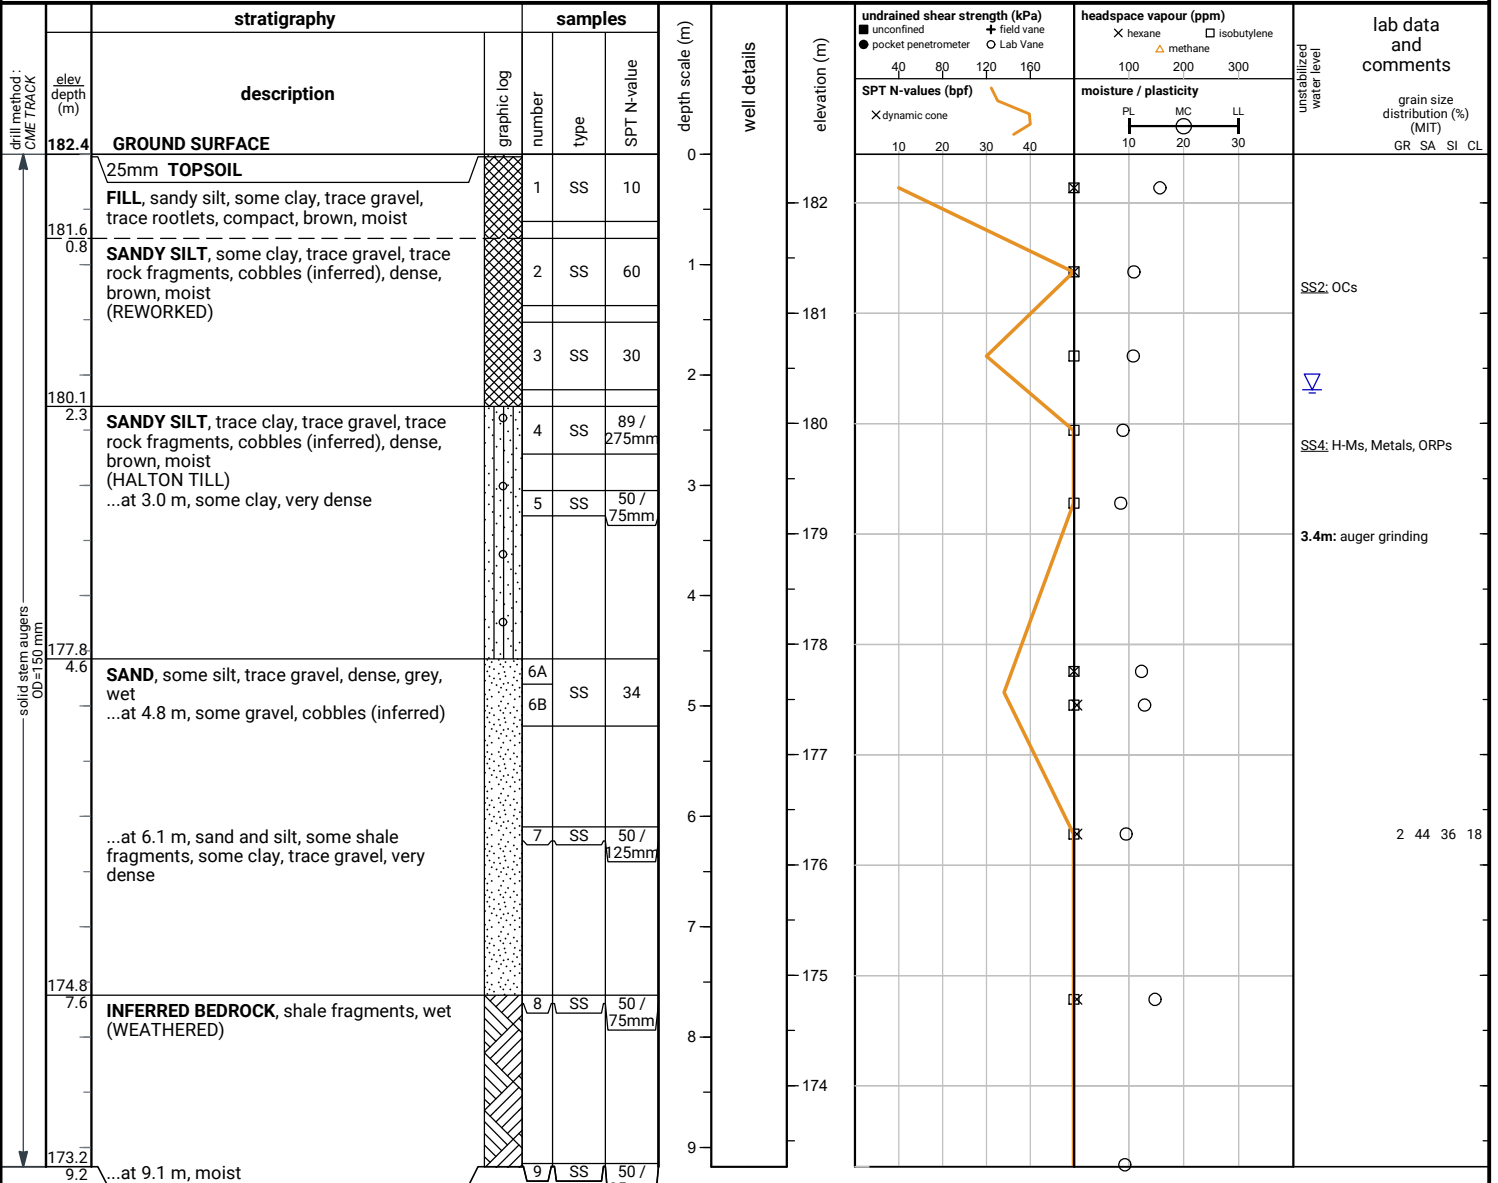 stratigraphy
samples
drill method :
CME TRACK
elev
depth
(m)
description
graphic log
number
type
SPT N-value
depth scale (m)
well details
elevation (m)
undrained shear strength (kPa)
unconfined
field vane
pocket penetrometer
Lab Vane
40 80 120 160
SPT N-values (bpf)
dynamic cone
10 20 30 40
headspace vapour (ppm)
hexane
isobutylene
methane
100 200 300
moisture / plasticity
PL MC LL
10 20 30
unstabilized
water level
lab data
and
comments
grain size
distribution (%)
(MIT)
GR SA SI CL
182.4 GROUND SURFACE
solid stem augers
OD=150 mm
25mm TOPSOIL
FILL, sandy silt, some clay, trace gravel,
trace rootlets, compact, brown, moist
1 SS 10
181.6
0.8
SANDY SILT, some clay, trace gravel, trace
rock fragments, cobbles (inferred), dense,
brown, moist
(REWORKED)
2 SS 60
3 SS 30
180.1
2.3
SANDY SILT, trace clay, trace gravel, trace
rock fragments, cobbles (inferred), dense,
brown, moist
(HALTON TILL)
...at 3.0 m, some clay, very dense
4 SS 89 /
275mm
5 SS 50 /
75mm
177.8
4.6
SAND, some silt, trace gravel, dense, grey,
wet
...at 4.8 m, some gravel, cobbles (inferred)
6A
6B
SS 34
...at 6.1 m, sand and silt, some shale
fragments, some clay, trace gravel, very
dense
7 SS 50 /
125mm
174.8
7.6
INFERRED BEDROCK, shale fragments, wet
(WEATHERED)
8 SS 50 /
75mm
173.2
9.2
...at 9.1 m, moist
9 SS 50 /
0
1
2
3
4
5
6
7
8
9
182
181
180
179
178
177
176
175
174
SS2: OCs
SS4: H-Ms, Metals, ORPs
3.4m: auger grinding
2 44 36 18